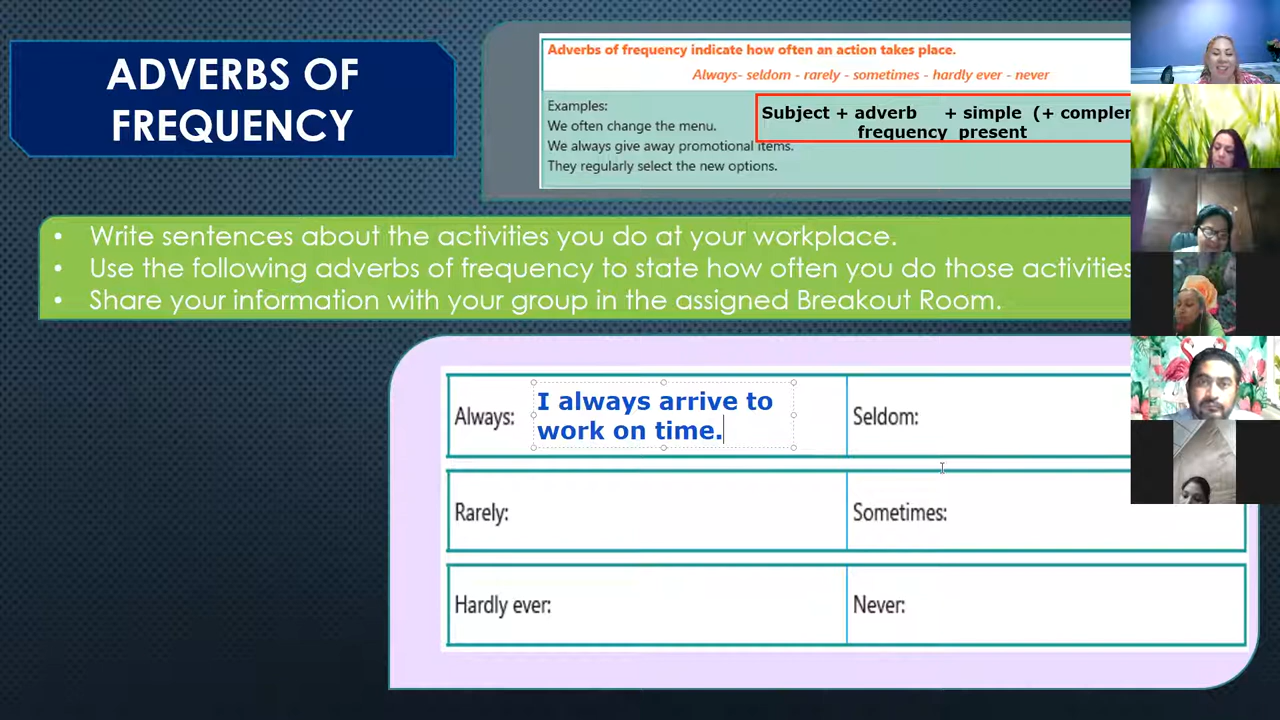 ADVERBS OF
FREQUENCY
Adverbs of frequency indicate how often an action takes place.
Always- seldom - rarely - sometimes - hardly ever - never
Examples:
We often change the menu.
We always give away promotional items.
They regularly select the new options.
Subject + adverb + simple (+
frequency present
• Write sentences about the activities you do at your workplace.
• Use the following adverbs of frequency to state how often you do those activities
• Share your information with your group in the assigned Breakout Room.
Always: I always arrive to
work on time.
Seldom:
Rarely:
Sometimes:
Hardly ever:
Never: